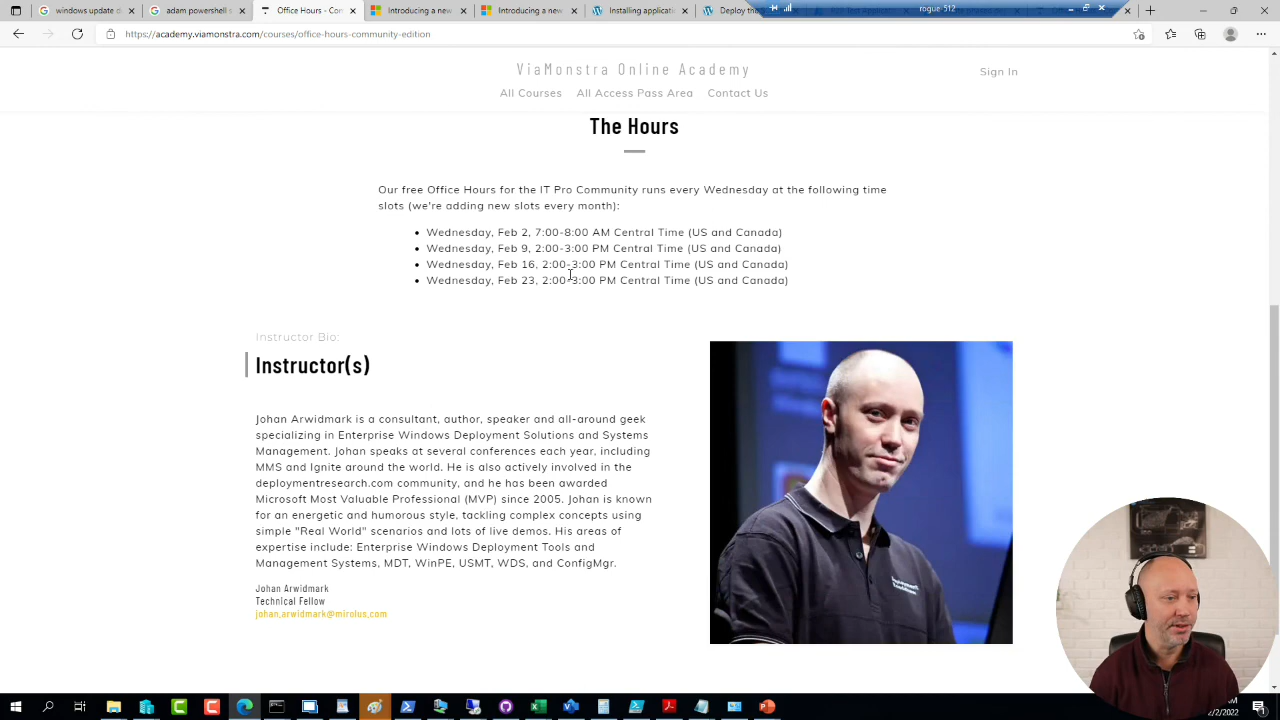 windows updat
adam powersh
Introducing a ne
Introducing a ne
Deploy the
rogue-512
Office Hours
https://academy.viamonstra.com/courses/office-hours-community-edition
ViaMonstra Online Academy
Sign In
All Courses All Access Pass Area Contact Us
The Hours
Our free Office Hours for the IT Pro Community runs every Wednesday at the following time
slots (we're adding new slots every month):
• Wednesday, Feb 2, 7:00-8:00 AM Central Time (US and Canada)
• Wednesday, Feb 9, 2:00-3:00 PM Central Time (US and Canada)
• Wednesday, Feb 16, 2:00-3:00 PM Central Time (US and Canada)
• Wednesday, Feb 23, 2:00-3:00 PM Central Time (US and Canada)
Instructor Bio:
Instructor(s)
Johan Arwidmark is a consultant, author, speaker and all-around geek
specializing in Enterprise Windows Deployment Solutions and Systems
Management. Johan speaks at several conferences each year, including
MMS and Ignite around the world. He is also actively involved in the
deploymentresearch.com community, and he has been awarded
Microsoft Most Valuable Professional (MVP) since 2005. Johan is known
for an energetic and humorous style, tackling complex concepts using
simple "Real World" scenarios and lots of live demos. His areas of
expertise include: Enterprise Windows Deployment Tools and
Management Systems, MDT, WinPE, USMT, WDS, and ConfigMgr.
Johan Arwidmark
Technical Fellow
johan.arwidmark@mirolus.com
2/2/2022